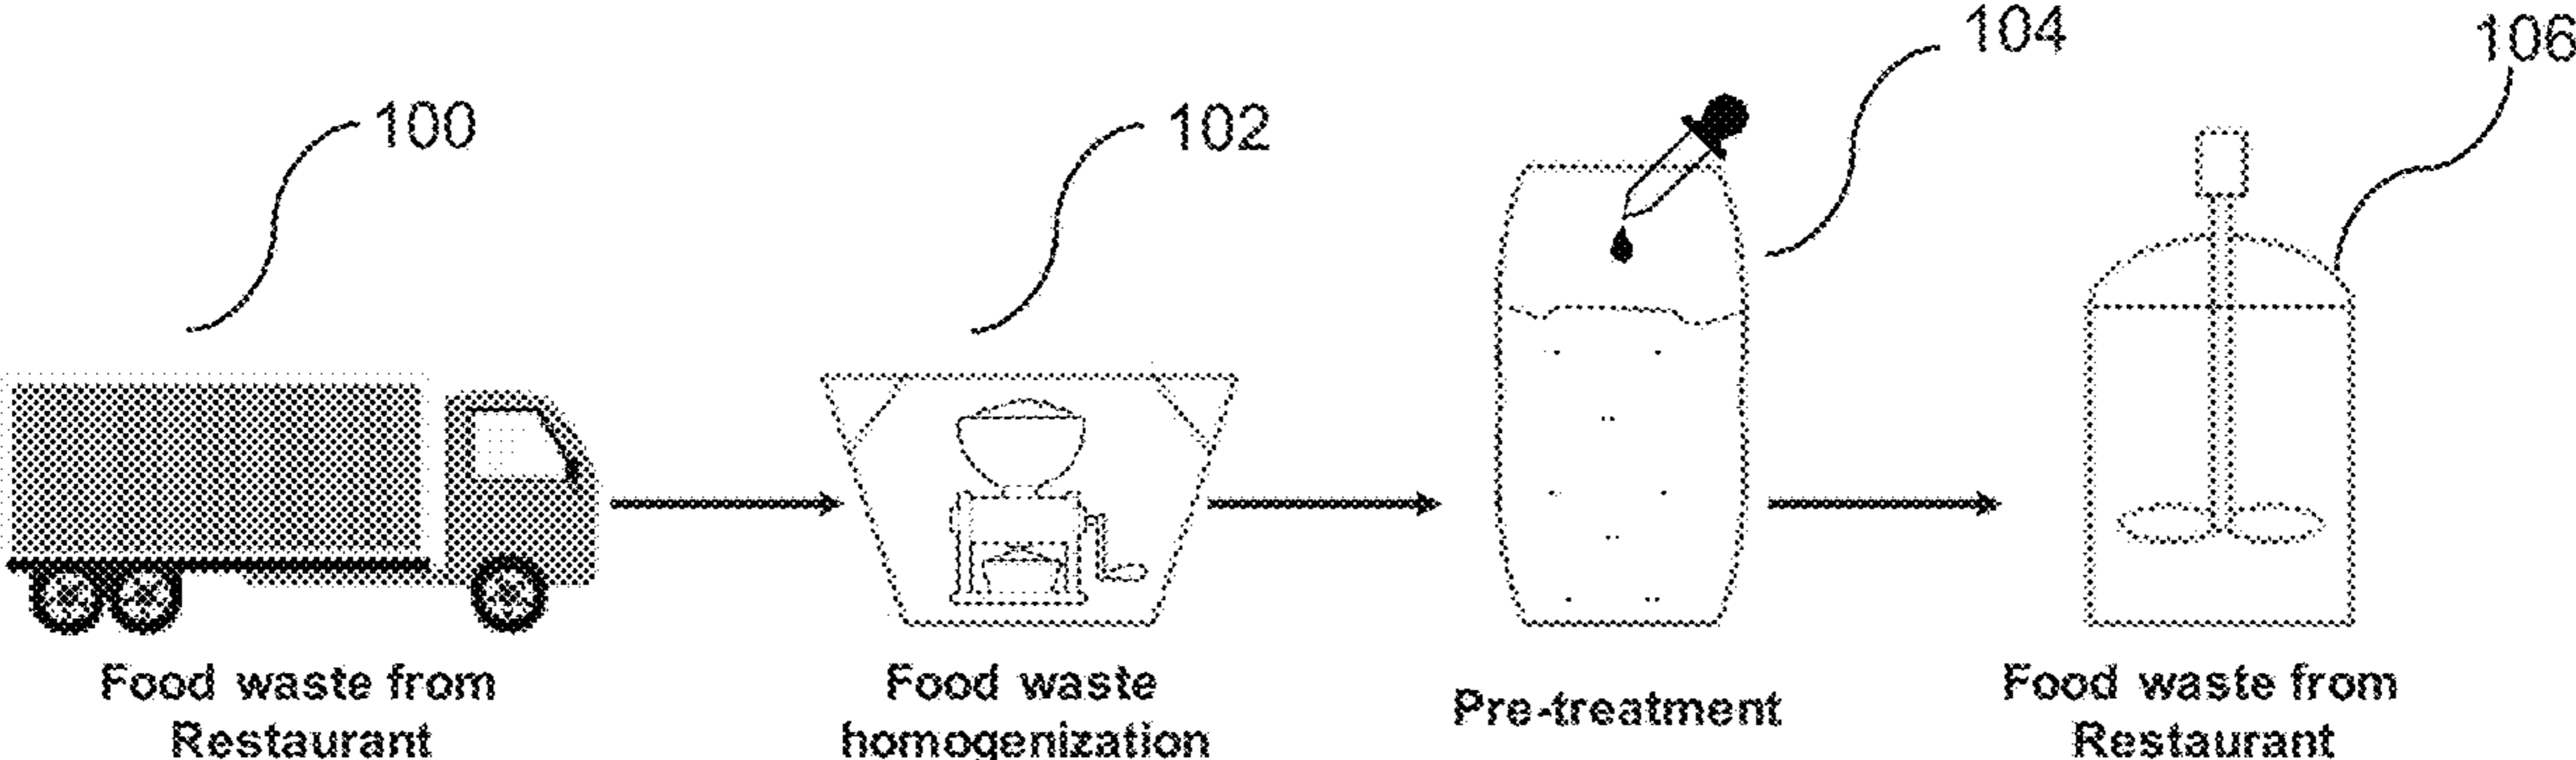 100
102
104
106
Food waste from
Restaurant
Food waste
homogenization
Pre-treatment
Food waste from
Restaurant